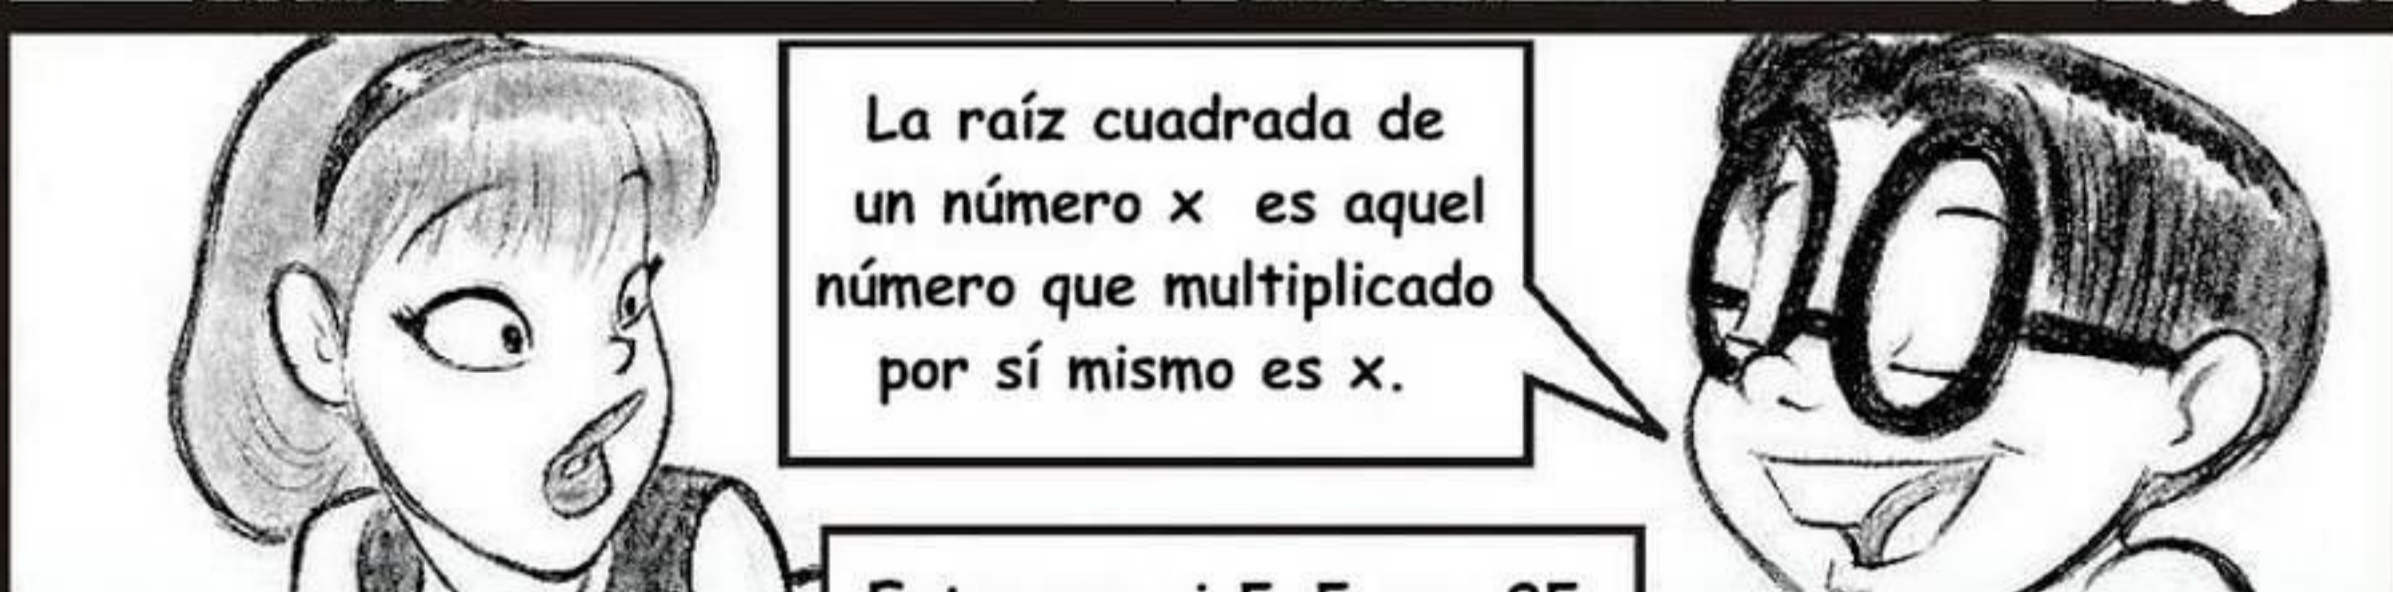 La raíz cuadrada de
un número x es aquel
número que multiplicado
por sí mismo es x.